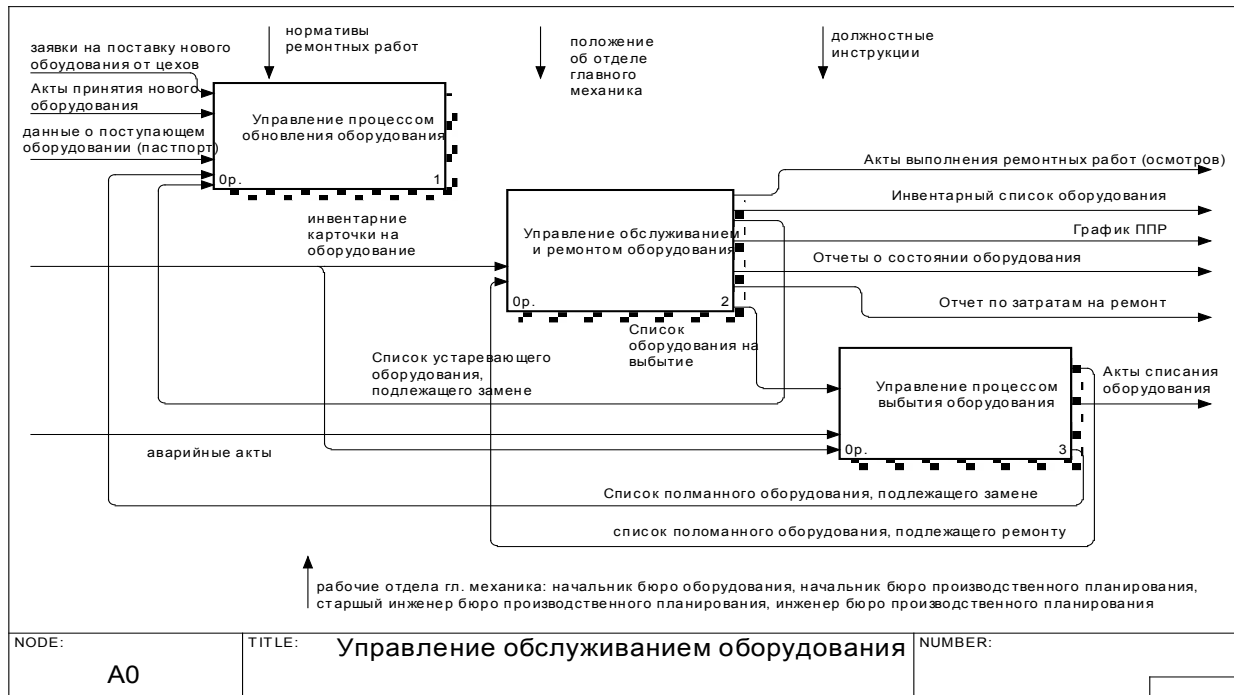 заявки на поставку нового
обоудования от цехов
нормативы
ремонтных работ
положение
об отделе
главного
механика
должностные
инструкции
Акты принятия нового
оборудования
данные о поступающем
оборудовании (пастпорт)
Управление процессом
обновления оборудования
0р.
1
Акты выполнения ремонтных работ (осмотров)
Инвентарный список оборудования
График ППР
Отчеты о состоянии оборудования
Отчет по затратам на ремонт
инвентарние
карточки на
оборудование
Управление обслуживанием
и ремонтом оборудования
0р.
2
Список
оборудования на
выбытие
Список устаревающего
оборудования,
подлежащего замене
Управление процессом
выбытия оборудования
0р.
3
Акты списания
оборудования
аварийные акты
Список полманного оборудования, подлежащего замене
список поломанного оборудования, подлежащего ремонту
рабочие отдела гл. механика: начальник бюро оборудования, начальник бюро производственного планирования,
старший инженер бюро производственного планирования, инженер бюро производственного планирования
NODE:
A0
TITLE:
Управление обслуживанием оборудования
NUMBER: